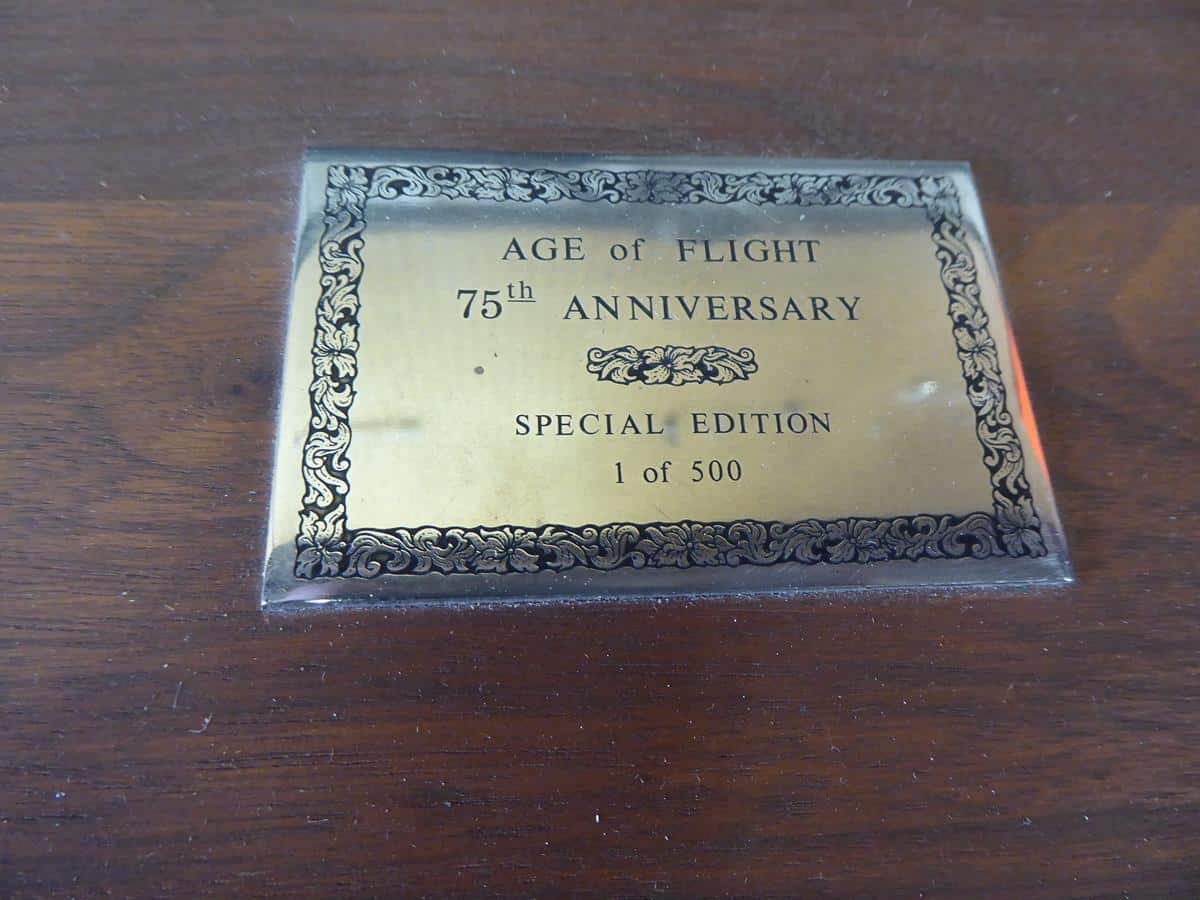 AGE of FLIGHT
75th ANNIVERSARY
SPECIAL EDITION
1 of 500